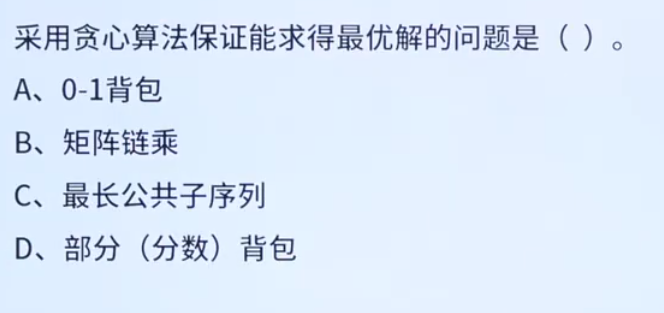 采用贪心算法保证能求得最优解的问题是（ ）。
A、0-1背包
B、矩阵链乘
C、最长公共子序列
D、部分（分数）背包